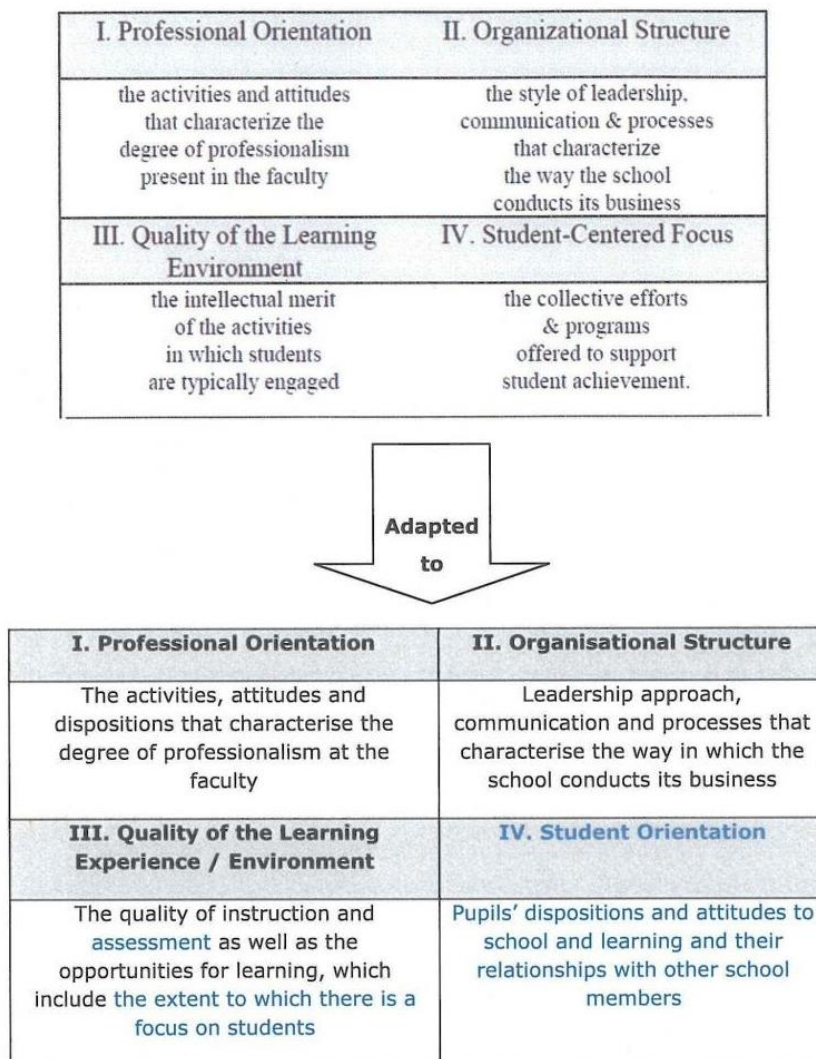 I. Professional Orientation
II. Organizational Structure
the activities and attitudes
that characterize the
degree of professionalism
present in the faculty
the style of leadership,
communication & processes
that characterize
the way the school
conducts its business
III. Quality of the Learning
Environment
IV. Student-Centered Focus
the intellectual merit
of the activities
in which students
are typically engaged
the collective efforts
& programs
offered to support
student achievement.
Adapted
to
I. Professional Orientation
II. Organisational Structure
The activities, attitudes and
dispositions that characterise the
degree of professionalism at the
faculty
Leadership approach,
communication and processes that
characterise the way in which the
school conducts its business
III. Quality of the Learning
Experience / Environment
IV. Student Orientation
The quality of instruction and
assessment as well as the
opportunities for learning, which
include the extent to which there is a
focus on students
Pupils' dispositions and attitudes to
school and learning and their
relationships with other school
members